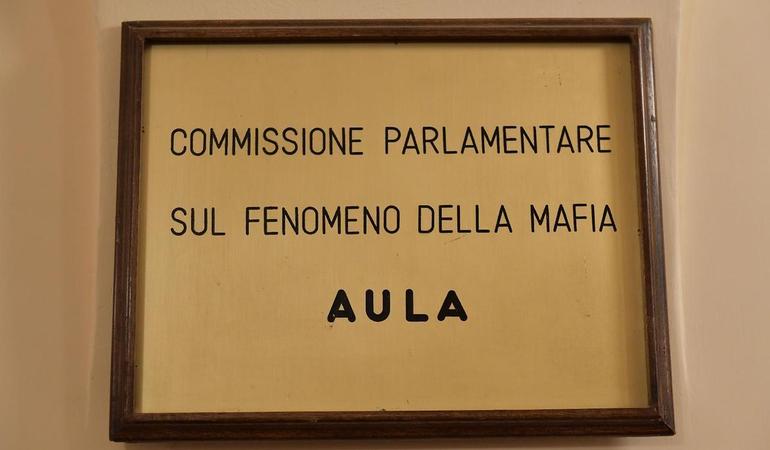 COMMISSIONE PARLAMENTARE
SUL FENOMENO DELLA MAFIA
AULA